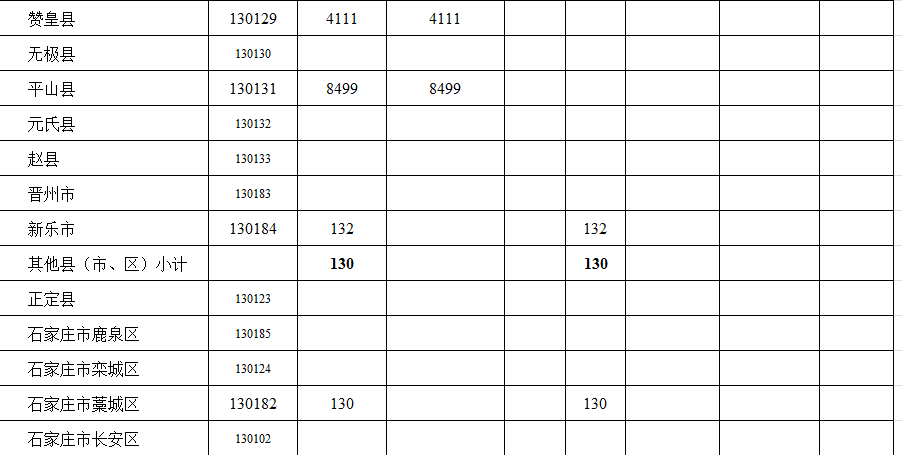 赞皇县 130129 4111 4111
无极县 130130
平山县 130131 8499 8499
元氏县 130132
赵县 130133
晋州市 130183
新乐市 130184 132 132
其他县（市、区）小计 130 130
正定县 130123
石家庄市鹿泉区 130185
石家庄市栾城区 130124
石家庄市藁城区 130182 130 130
石家庄市长安区 130102